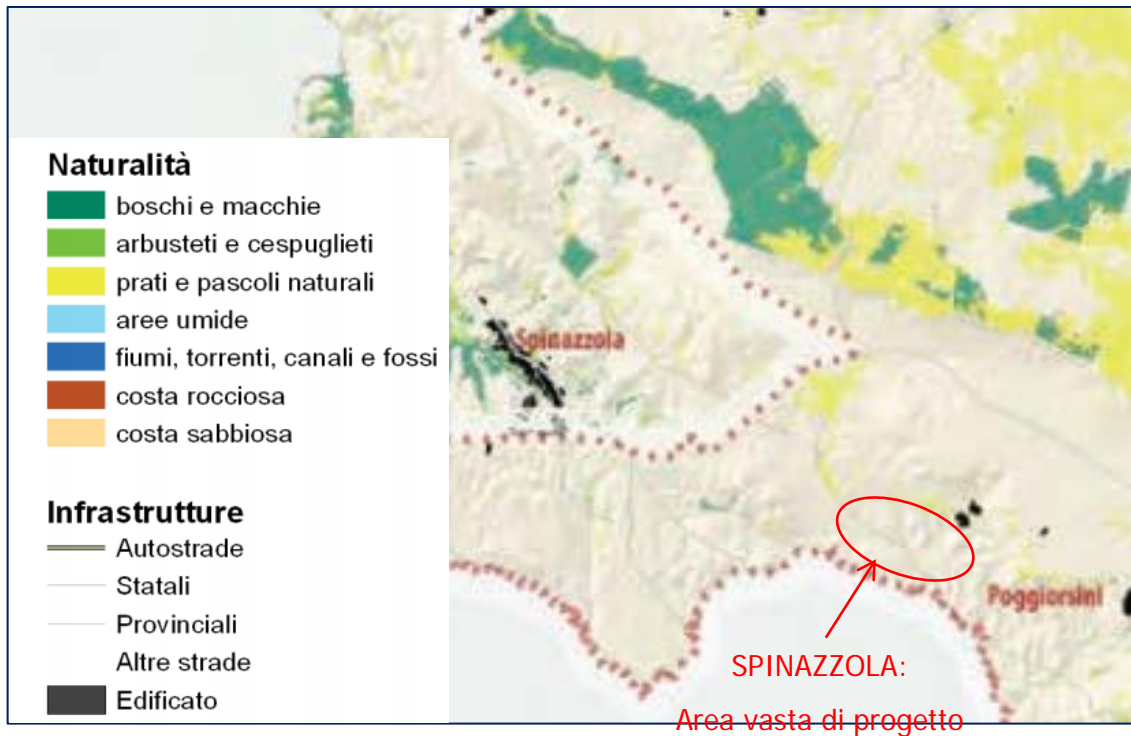 Naturalità
boschi e macchie
arbusteti e cespuglieti
prati e pascoli naturali
aree umide
fiumi, torrenti, canali e fossi
costa rocciosa
costa sabbiosa
Infrastrutture
Autostrade
Statali
Provinciali
Altre strade
Edificato
Spinazzola
Poggiorsini
SPINAZZOLA:
Area vasta di progetto